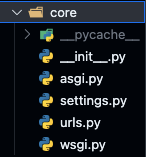 core
__pycache__
__init__.py
asgi.py
settings.py
urls.py
wsgi.py